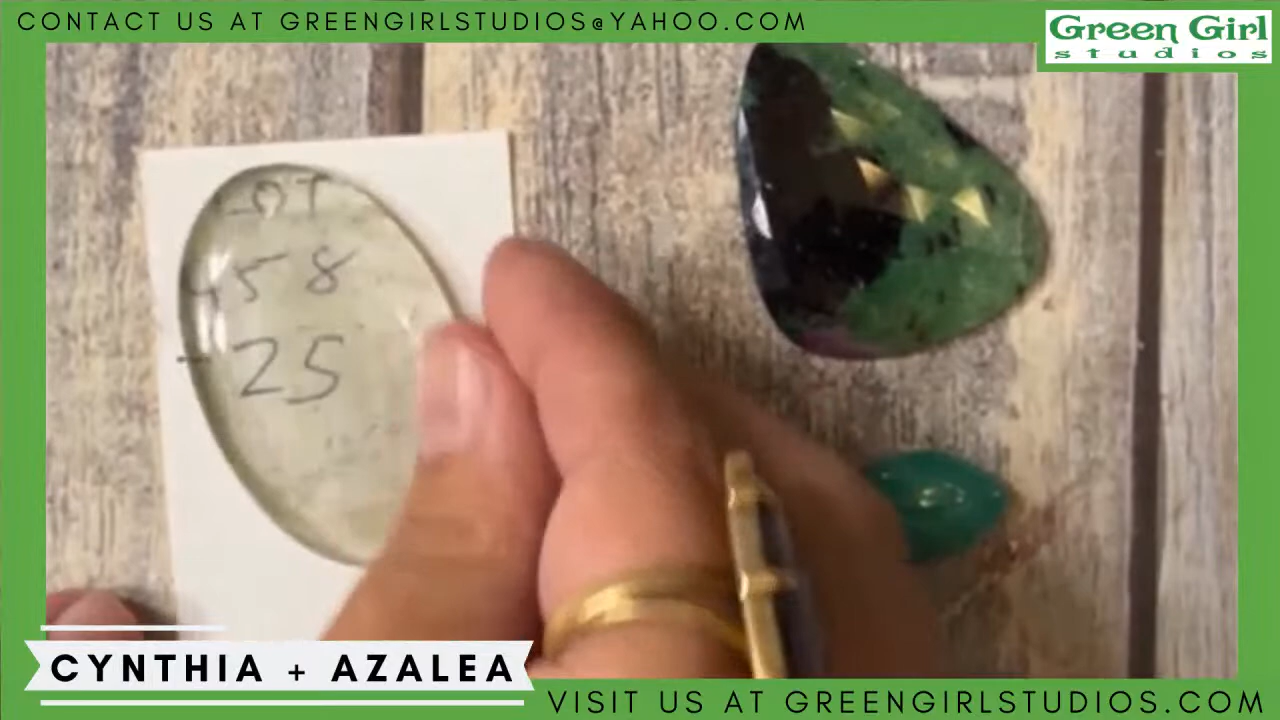 CONTACT US AT GREENGIRLSTUDIOS@YAHOO.COM
Green Girl
studios
58
-25
CYNTHIA + AZALEA
VISIT US AT GREENGIRLSTUDIOS.COM